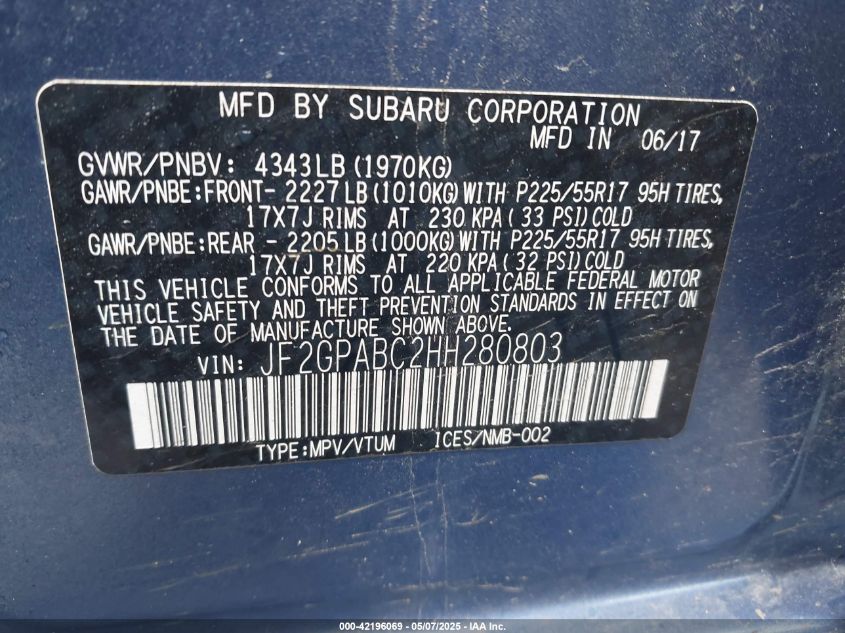 MFD BY SUBARU CORPORATION
MFD IN 06/17
GVWR/PNBV: 4343LB (1970KG)
GAWR/PNBE:FRONT- 2227LB(1010KG)WITH P225/55R17 95H TIRES,
17X7J RIMS AT 230 KPA( 33 PSI)COLD
GAWR/PNBE:REAR - 2205LB(1000KG)WITH P225/55R17 95H TIRES,
17X7J RIMS AT 220 KPA( 32 PSI)COLD
THIS VEHICLE CONFORMS TO ALL APPLICABLE FEDERAL MOTOR
VEHICLE SAFETY AND THEFT PREVENTION STANDARDS IN EFFECT ON
THE DATE OF MANUFACTURE SHOWN ABOVE.
VIN: JF2GPABC2HH280803
TYPE:MPV/VTUM ICES/NMB-002
000-42196069 - 05/07/2025 - IAA Inc.